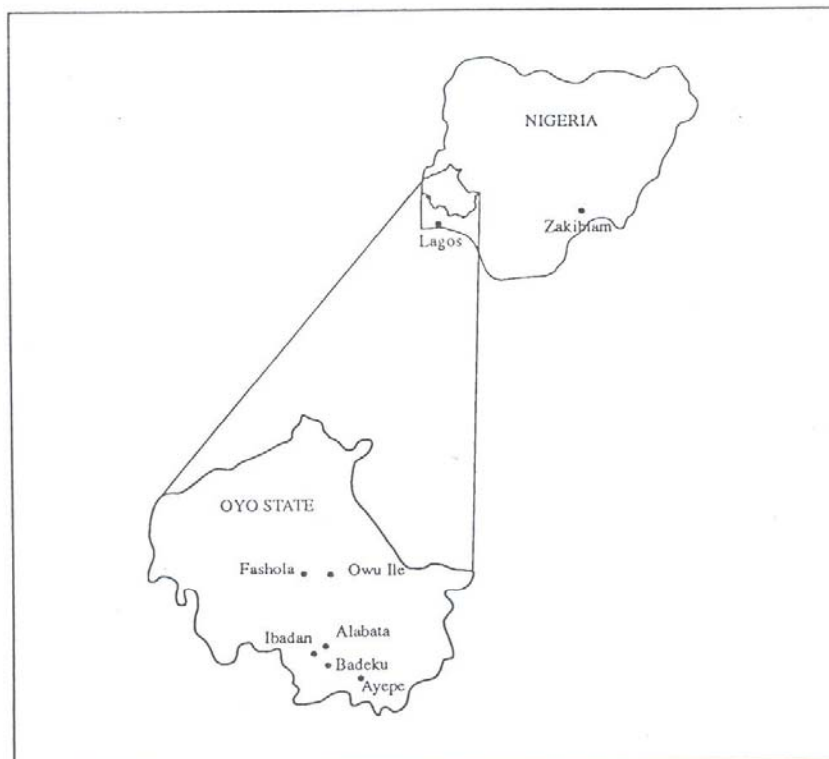 NIGERIA
Zakibiam
Lagos
OYO STATE
Fashola
Owu Ile
Ibadan
Alabata
Badeku
Ayepe